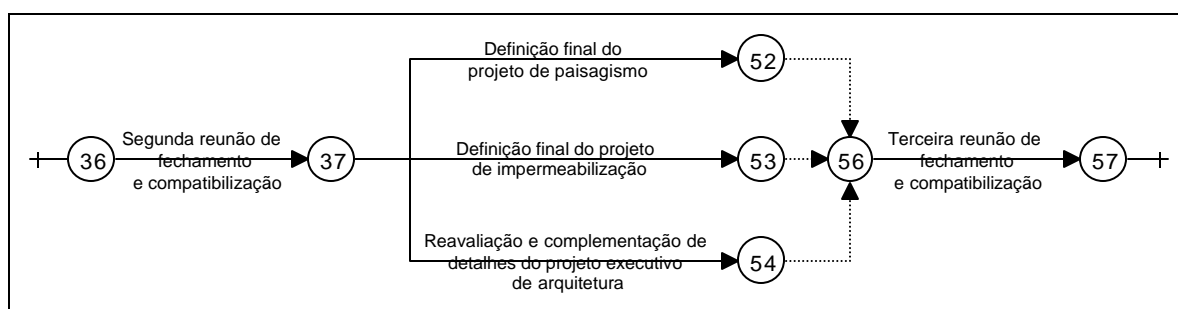 Definição final do
projeto de paisagismo
52
36
Segunda reunão de
fechamento
e compatibilização
37
Definição final do projeto
de impermeabilização
53
56
Terceira reunão de
fechamento
e compatibilização
57
Reavaliação e complementação de
detalhes do projeto executivo
de arquitetura
54